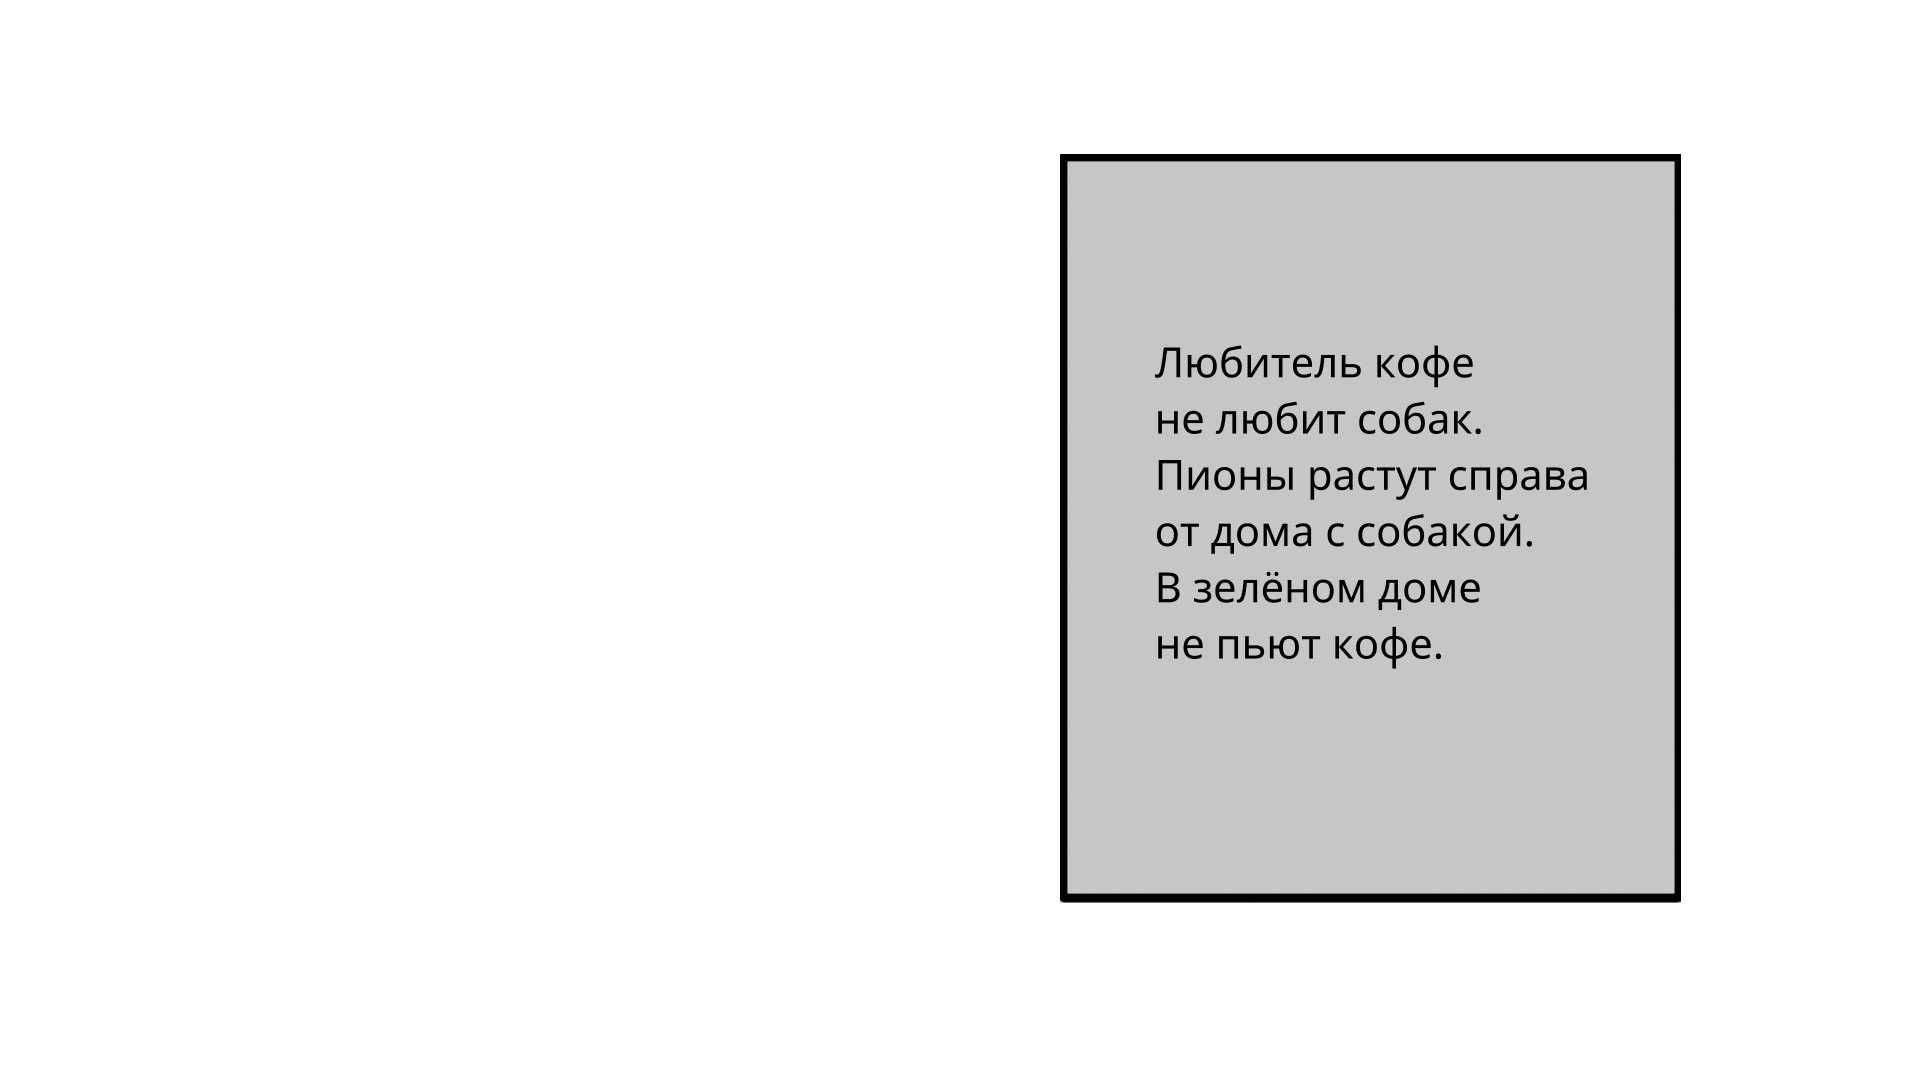 Любитель кофе
не любит собак.
Пионы растут справа
от дома с собакой.
В зелёном доме
не пьют кофе.